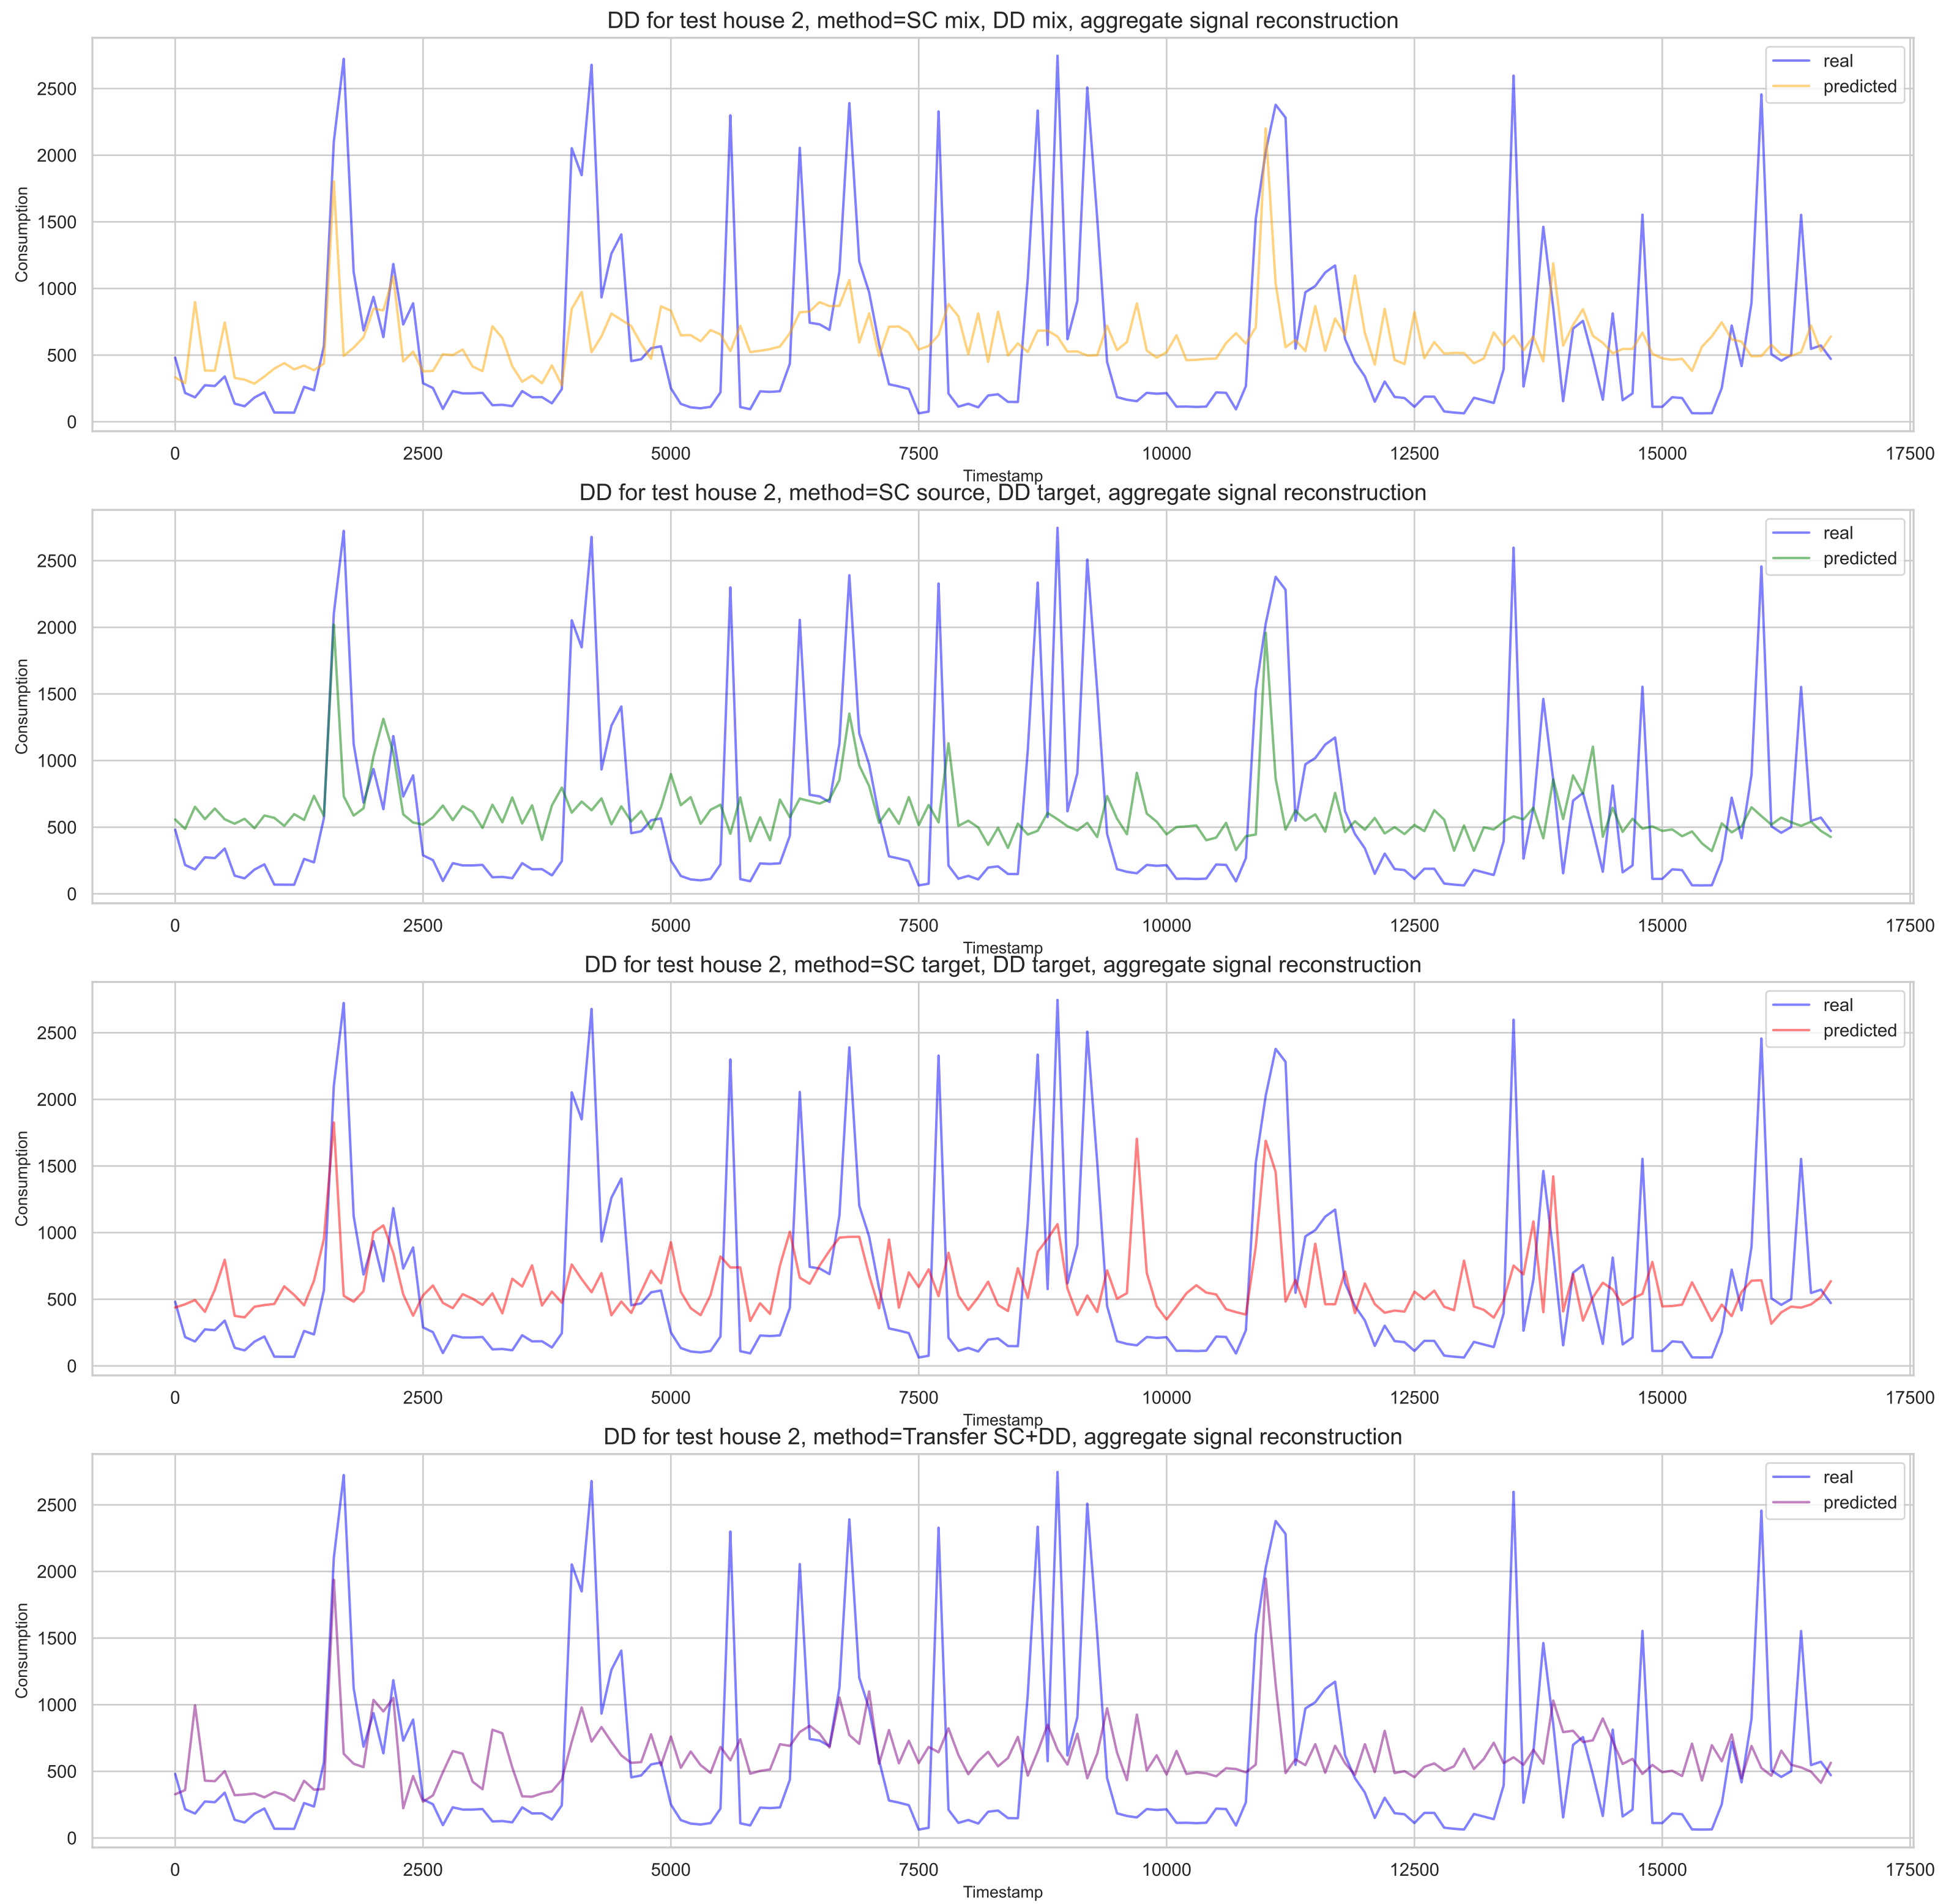 DD for test house 2, method=SC mix, DD mix, aggregate signal reconstruction
real
predicted
2500
2000
1500
1000
500
0
Consumption
0 2500 5000 7500 10000 12500 15000 17500
Timestamp
DD for test house 2, method=SC source, DD target, aggregate signal reconstruction
real
predicted
2500
2000
1500
1000
500
0
Consumption
0 2500 5000 7500 10000 12500 15000 17500
Timestamp
DD for test house 2, method=SC target, DD target, aggregate signal reconstruction
real
predicted
2500
2000
1500
1000
500
0
Consumption
0 2500 5000 7500 10000 12500 15000 17500
Timestamp
DD for test house 2, method=Transfer SC+DD, aggregate signal reconstruction
real
predicted
2500
2000
1500
1000
500
0
Consumption
0 2500 5000 7500 10000 12500 15000 17500
Timestamp